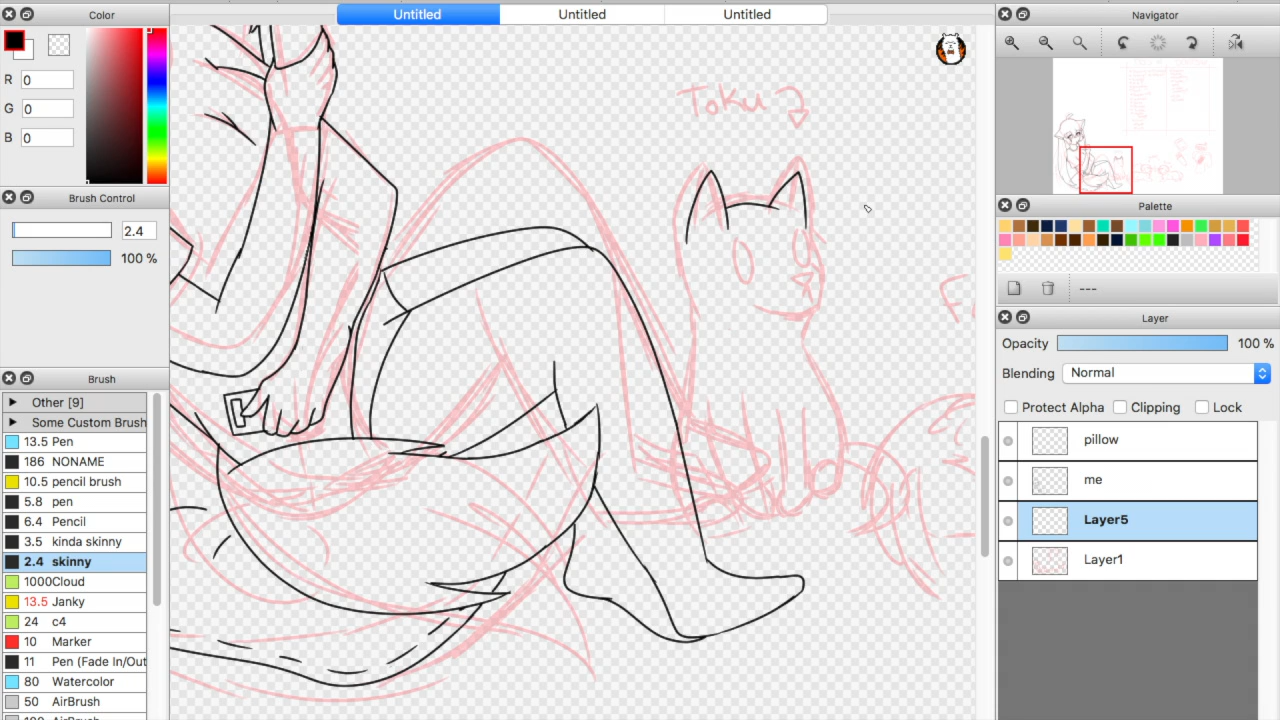 Color
Untitled
Untitled
Untitled
Navigator
R 0
G 0
B 0
Brush Control
2.4
100 %
Toku
Palette
---
Layer
Opacity 100 %
Blending Normal
Protect Alpha Clipping Lock
pillow
me
Layer5
Layer1
Brush
Other [9]
Some Custom Brush
13.5 Pen
186 NONAME
10.5 pencil brush
5.8 pen
6.4 Pencil
3.5 kinda skinny
2.4 skinny
1000Cloud
13.5 Janky
24 c4
10 Marker
11 Pen (Fade In/Out
80 Watercolor
50 AirBrush
100 AirBrush